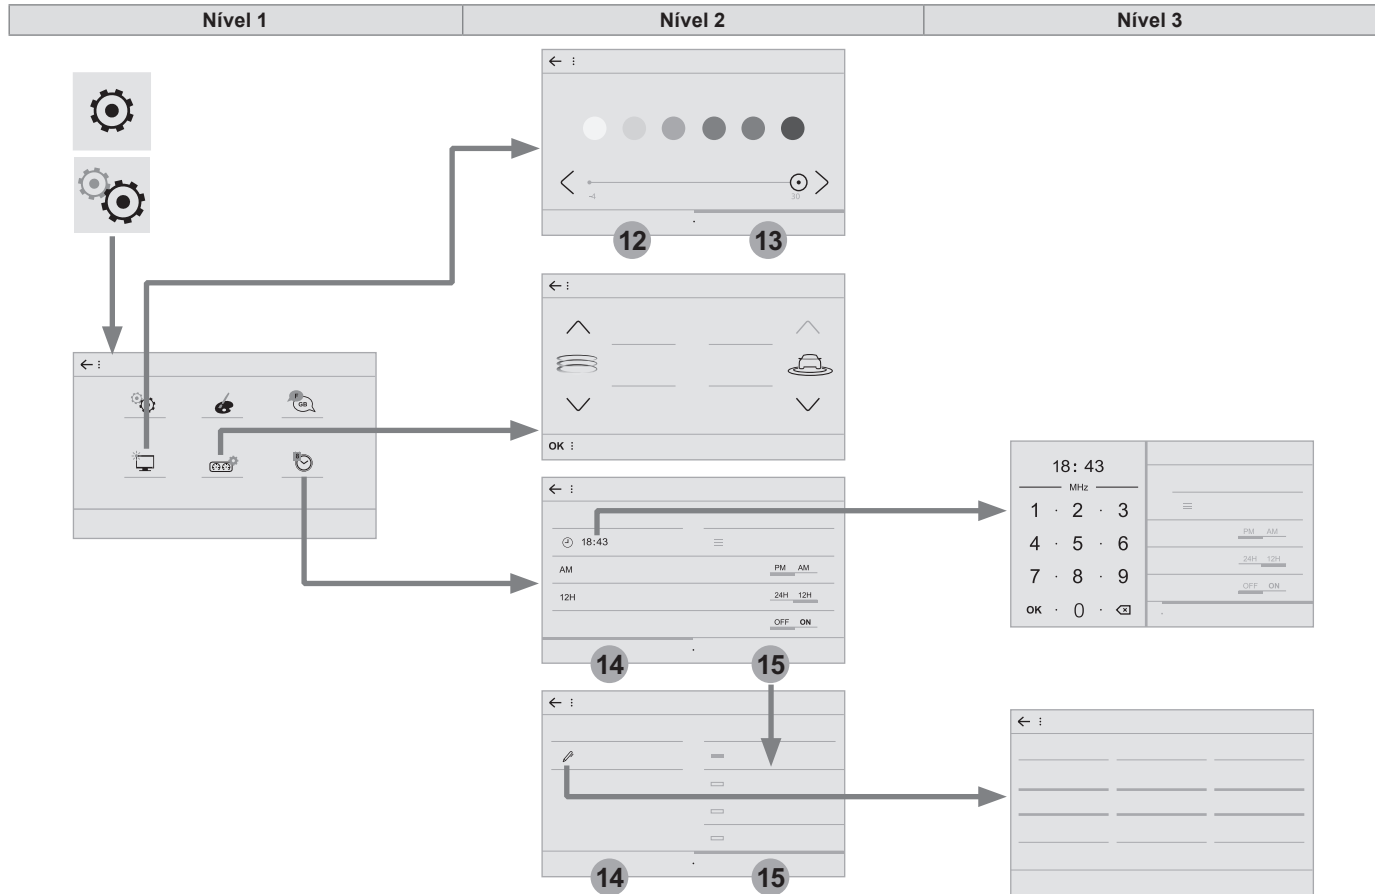 Nível 1
Nível 2
Nível 3
-4
30
12
13
F
GB
8
OK
18:43
AM
PM AM
12H
24H 12H
OFF ON
14
15
18: 43
MHz
1 · 2 · 3
4 · 5 · 6
7 · 8 · 9
OK · 0 ·
PM AM
24H 12H
OFF ON
14
15